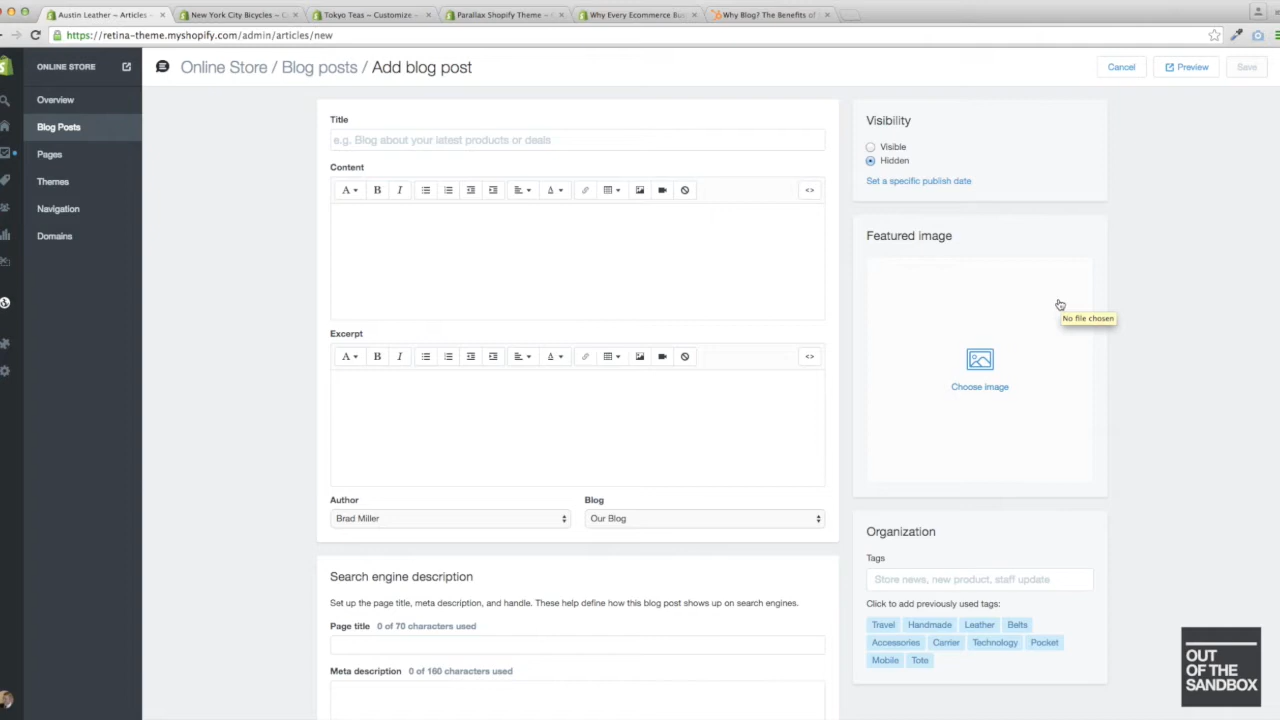 Austin Leather ~ Articles ~
New York City Bicycles ~ C
Tokyo Teas ~ Customize ~
Parallax Shopify Theme ~ C
Why Every Ecommerce Bus
Why Blog? The Benefits of
https://retina-theme.myshopify.com/admin/articles/new
ONLINE STORE
Overview
Blog Posts
Pages
Themes
Navigation
Domains
Online Store / Blog posts / Add blog post
Cancel
Preview
Save
Title
e.g. Blog about your latest products or deals
Content
A B I A <>
Excerpt
A B I A <>
Author
Brad Miller
Blog
Our Blog
Search engine description
Set up the page title, meta description, and handle. These help define how this blog post shows up on search engines.
Page title 0 of 70 characters used
Meta description 0 of 160 characters used
Visibility
Visible
Hidden
Set a specific publish date
Featured image
No file chosen
Choose image
Organization
Tags
Store news, new product, staff update
Click to add previously used tags:
Travel Handmade Leather Belts
Accessories Carrier Technology Pocket
Mobile Tote
OUT
OF THE
SANDBOX